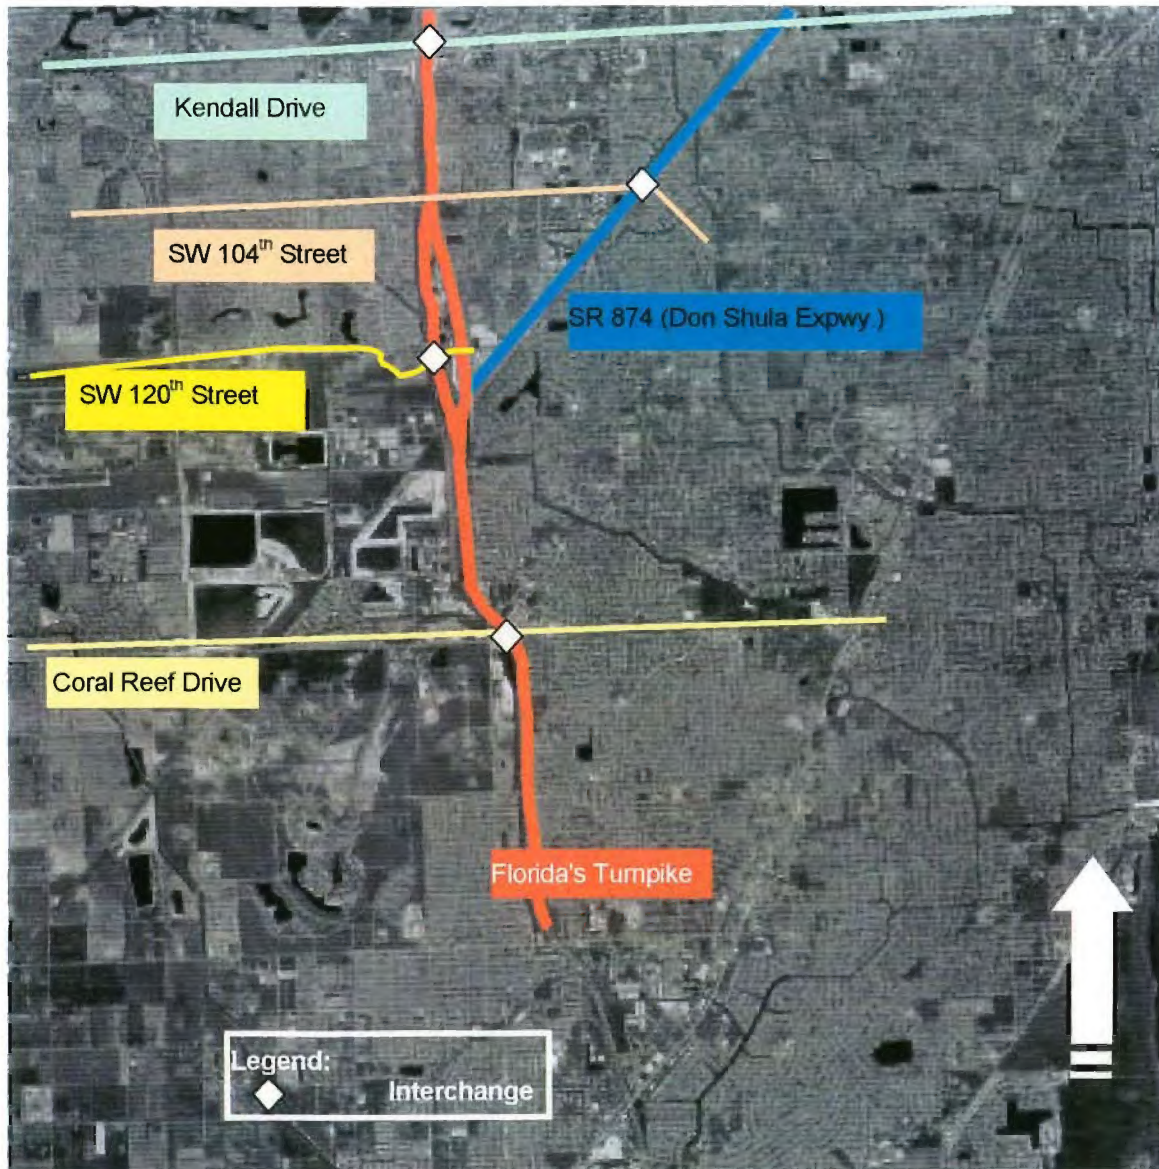 Kendall Drive
SW 104th Street
SR 874 (Don Shula Expwy.)
SW 120th Street
Coral Reef Drive
Florida's Turnpike
Legend:
Interchange